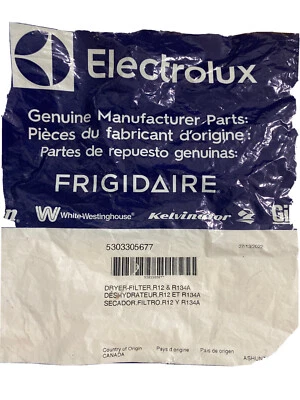 Electrolux
Genuine Manufacturer Parts:
Pièces du fabricant d'origine:
Partes de repuesto genuinas:
FRIGIDAIRE
White-Westinghouse® Kelvinator
5303305677
DRYER-FILTER,R12 & R134A
DÉSHYDRATEUR,R12 ET R134A
SECADOR,FILTRO,R12 Y R134A
Country of Origin Pays d'origine País de origen
CANADA